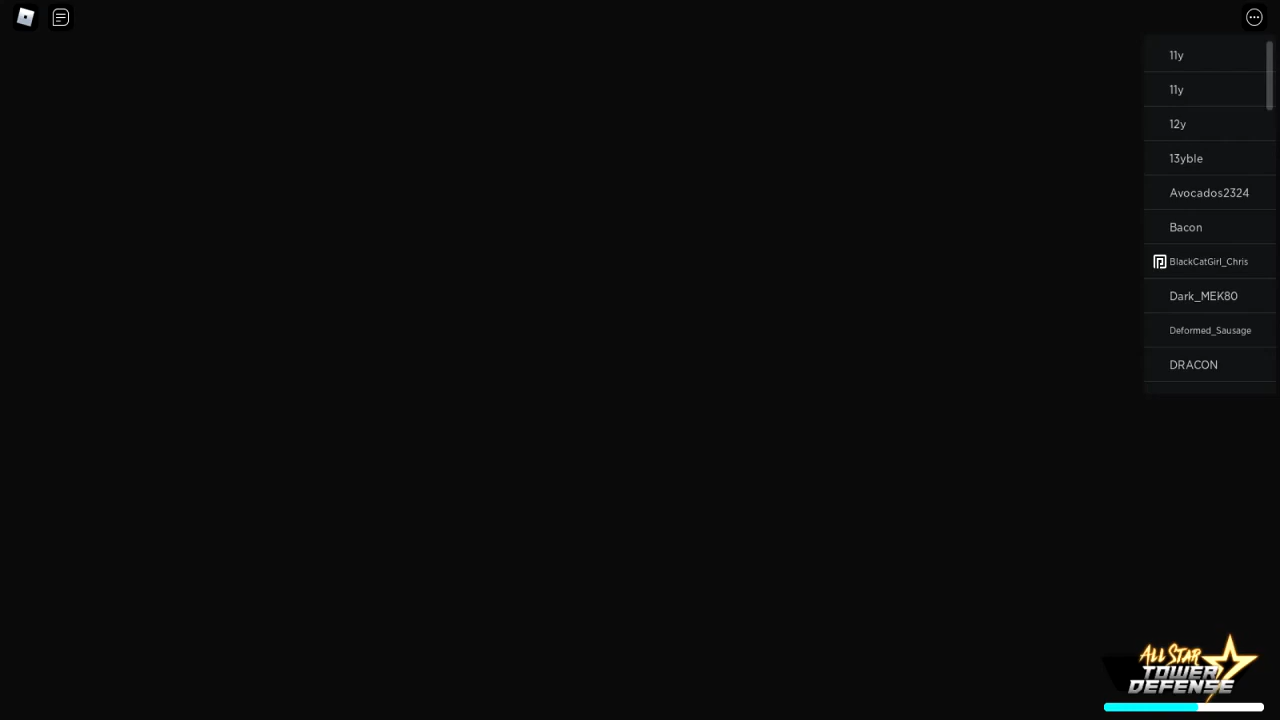 11y
11y
12y
13yble
Avocados2324
Bacon
BlackCatGirl_Chris
Dark_MEK80
Deformed_Sausage
DRACON
ALL STAR
TOWER
DEFENSE